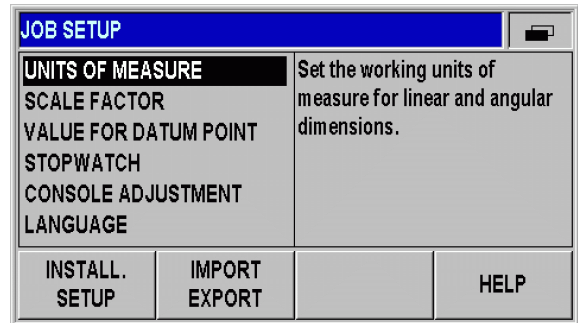 JOB SETUP
UNITS OF MEASURE
SCALE FACTOR
VALUE FOR DATUM POINT
STOPWATCH
CONSOLE ADJUSTMENT
LANGUAGE
Set the working units of
measure for linear and angular
dimensions.
INSTALL.
SETUP
IMPORT
EXPORT
HELP